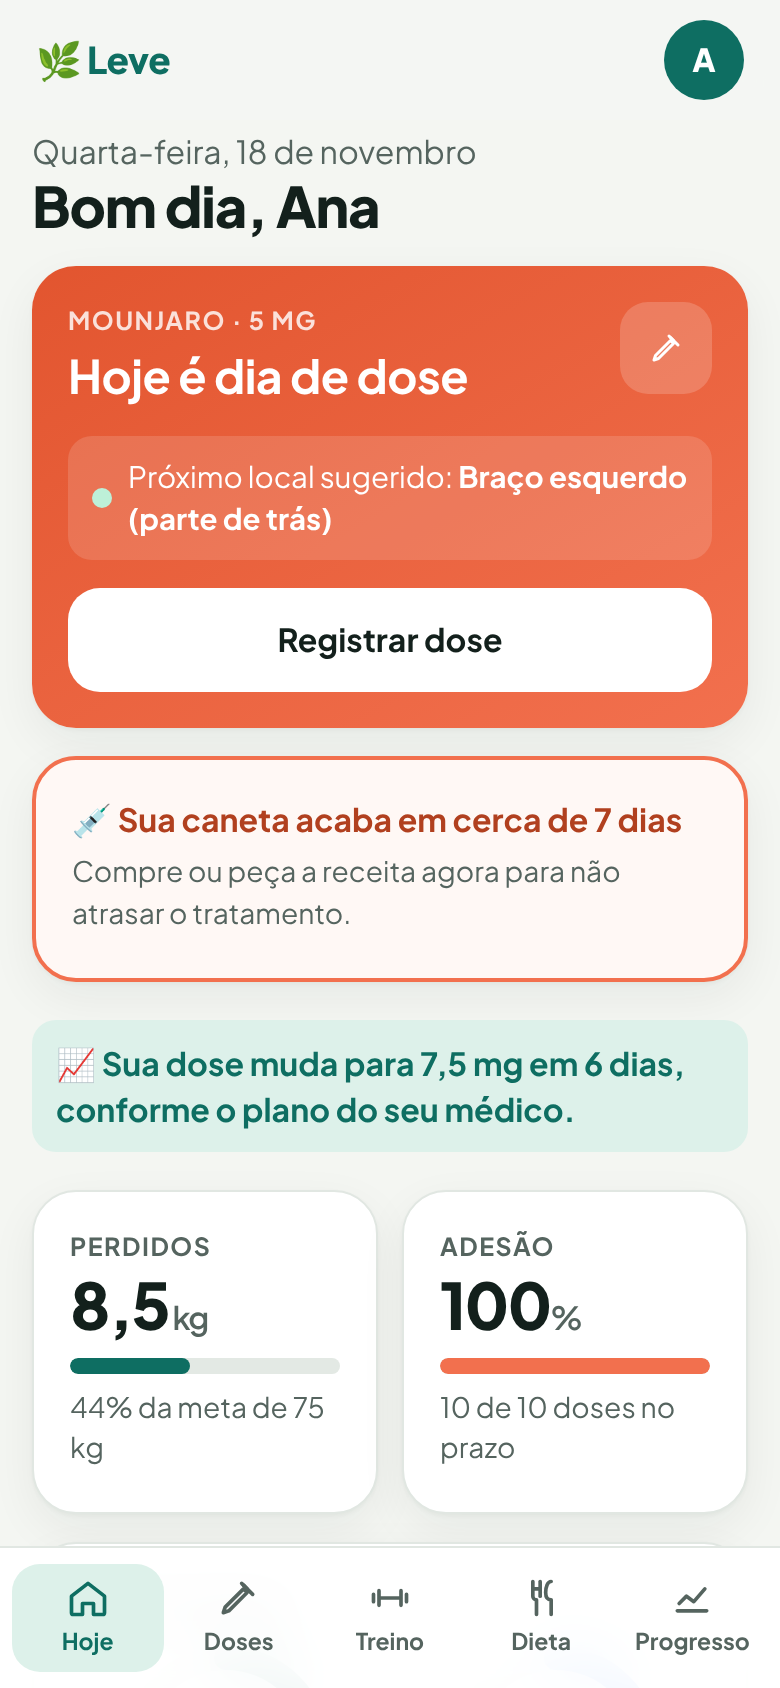 🌿 Leve
A
Quarta-feira, 18 de novembro
Bom dia, Ana
MOUNJARO · 5 MG
Hoje é dia de dose
Próximo local sugerido: Braço esquerdo
(parte de trás)
Registrar dose
💉 Sua caneta acaba em cerca de 7 dias
Compre ou peça a receita agora para não
atrasar o tratamento.
📈 Sua dose muda para 7,5 mg em 6 dias,
conforme o plano do seu médico.
PERDIDOS
8,5 kg
44% da meta de 75
kg
ADESÃO
100%
10 de 10 doses no
prazo
Hoje
Doses
Treino
Dieta
Progresso